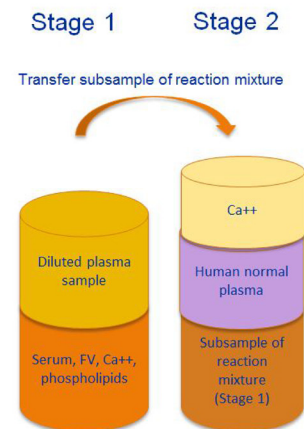 Stage 1
Stage 2
Transfer subsample of reaction mixture
Diluted plasma
sample
Serum, FV, Ca++,
phospholipids
Ca++
Human normal
plasma
Subsample of
reaction
mixture
(Stage 1)